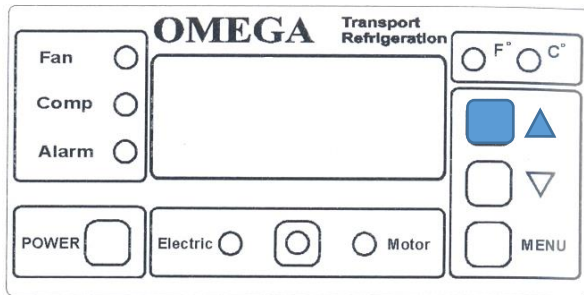 OMEGA
Transport
Refrigeration
Fan
Comp
Alarm
F°
C°
POWER
Electric
Motor
MENU